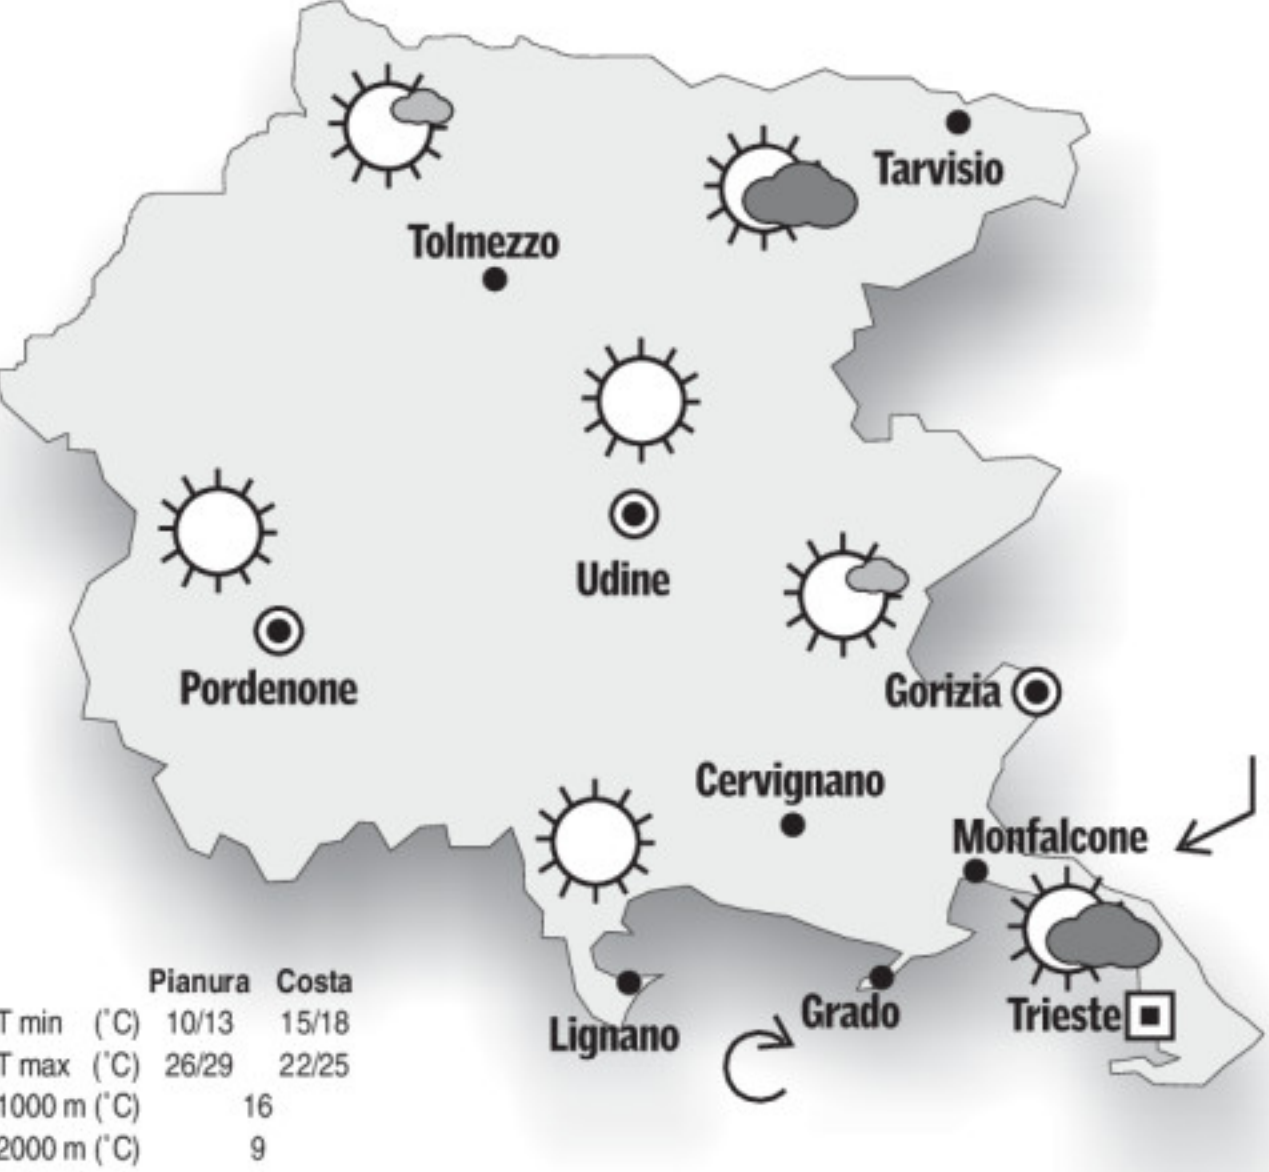 Tarvisio
Tolmezzo
Udine
Pordenone
Gorizia
Cervignano
Monfalcone
Grado
Trieste
Lignano
Pianura Costa
T min (°C) 10/13 15/18
T max (°C) 26/29 22/25
1000 m (°C) 16
2000 m (°C) 9